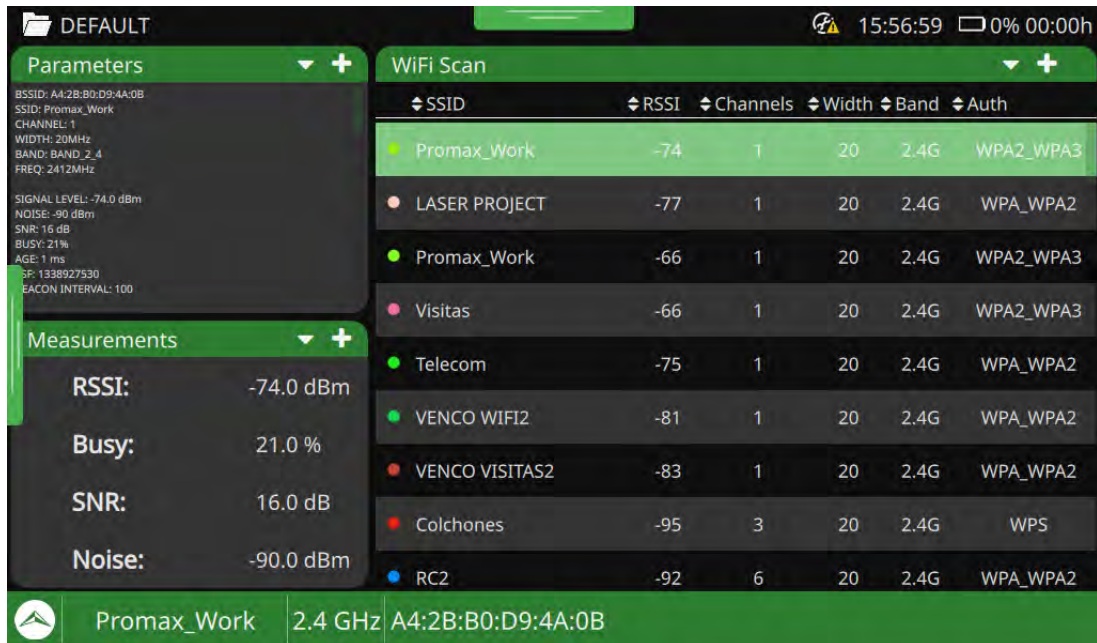 DEFAULT
15:56:59 0% 00:00h
Parameters
BSSID: A4:2B:B0:D9:4A:0B
SSID: Promax_Work
CHANNEL: 1
WIDTH: 20MHz
BAND: BAND_2_4
FREQ: 2412MHz
SIGNAL LEVEL: -74.0 dBm
NOISE: -90 dBm
SNR: 16 dB
BUSY: 21%
AGE: 1 ms
SF: 1338927530
EACON INTERVAL: 100
Measurements
RSSI: -74.0 dBm
Busy: 21.0 %
SNR: 16.0 dB
Noise: -90.0 dBm
WiFi Scan
SSID RSSI Channels Width Band Auth
Promax_Work -74 1 20 2.4G WPA2_WPA3
LASER PROJECT -77 1 20 2.4G WPA_WPA2
Promax_Work -66 1 20 2.4G WPA2_WPA3
Visitas -66 1 20 2.4G WPA2_WPA3
Telecom -75 1 20 2.4G WPA_WPA2
VENCO WIFI2 -81 1 20 2.4G WPA_WPA2
VENCO VISITAS2 -83 1 20 2.4G WPA_WPA2
Colchones -95 3 20 2.4G WPS
RC2 -92 6 20 2.4G WPA_WPA2
Promax_Work 2.4 GHz A4:2B:B0:D9:4A:0B